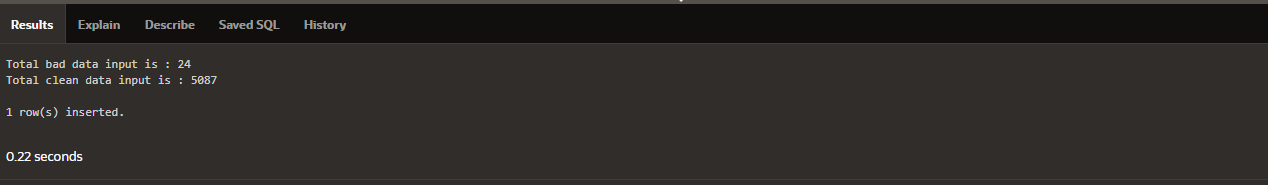 Results Explain Describe Saved SQL History
Total bad data input is : 24
Total clean data input is : 5087
1 row(s) inserted.
0.22 seconds